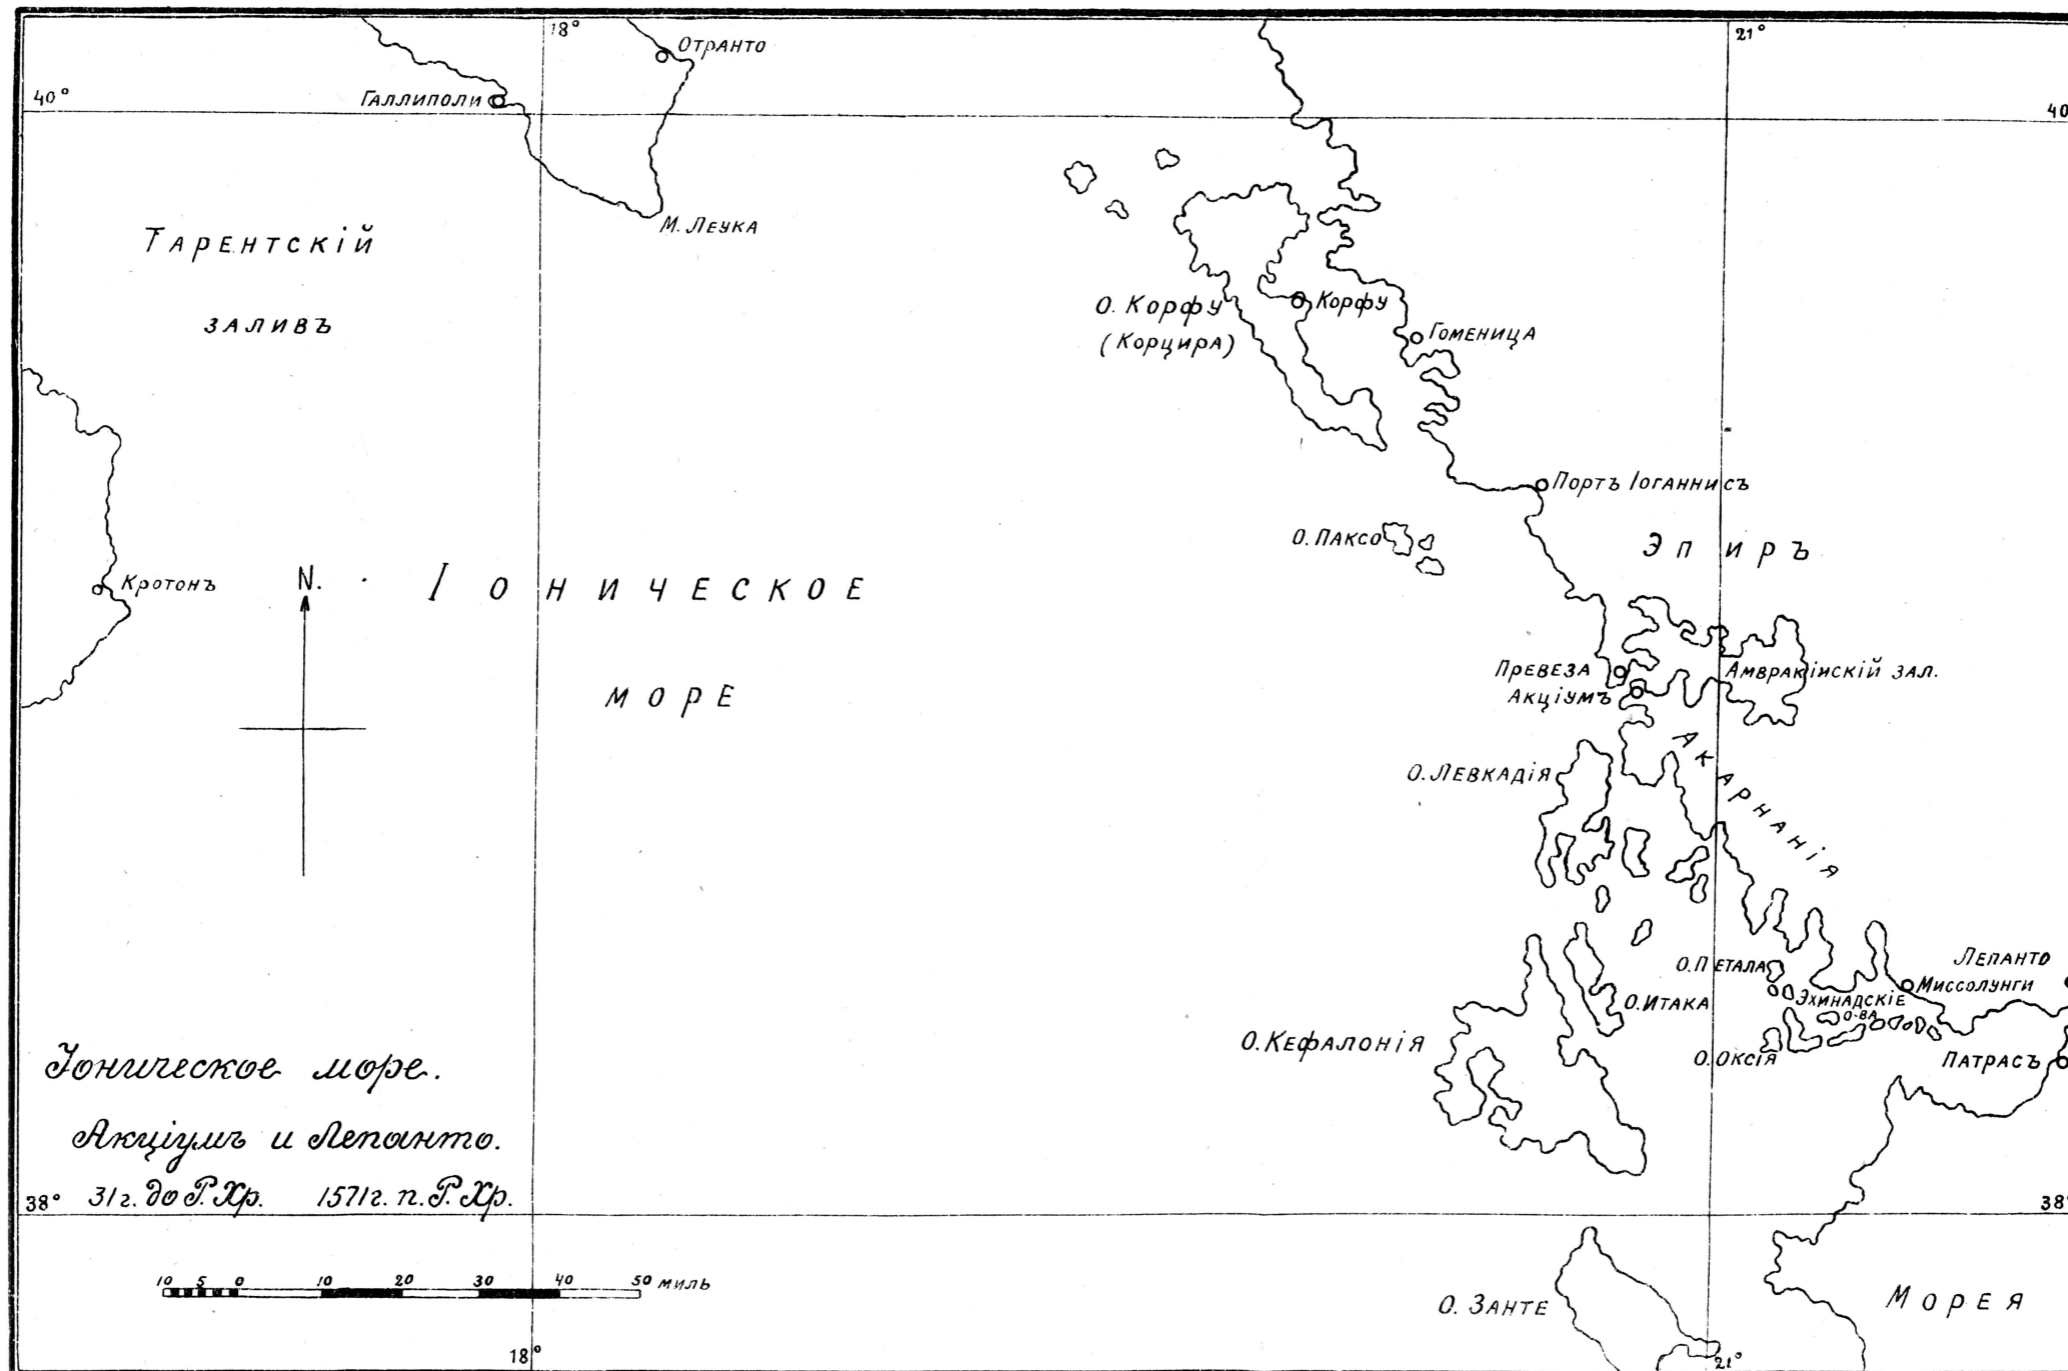 18°
21°
Отранто
Галлиполи
40°
40
М. Леука
Тарентскій
заливъ
О. Корфу
(Корцира)
Корфу
Гоменица
Портъ Іоганнисъ
О. Паксо
Эпиръ
Кротонъ
N.
Іоническое
море
Превеза
Акціумъ
Амвракійскій зал.
Акарнанія
О. Левкадія
О. Петала
Лепанто
Миссолунги
Эхинадскіе
о-ва
О. Итака
О. Кефалонія
О. Оксія
Патрасъ
Іоническое море.
Акціумъ и Лепанто.
31 г. до Р. Хр. 1571 г. п. Р. Хр.
38°
38°
10 5 0 10 20 30 40 50 миль
О. Занте
Морея
18°
21°